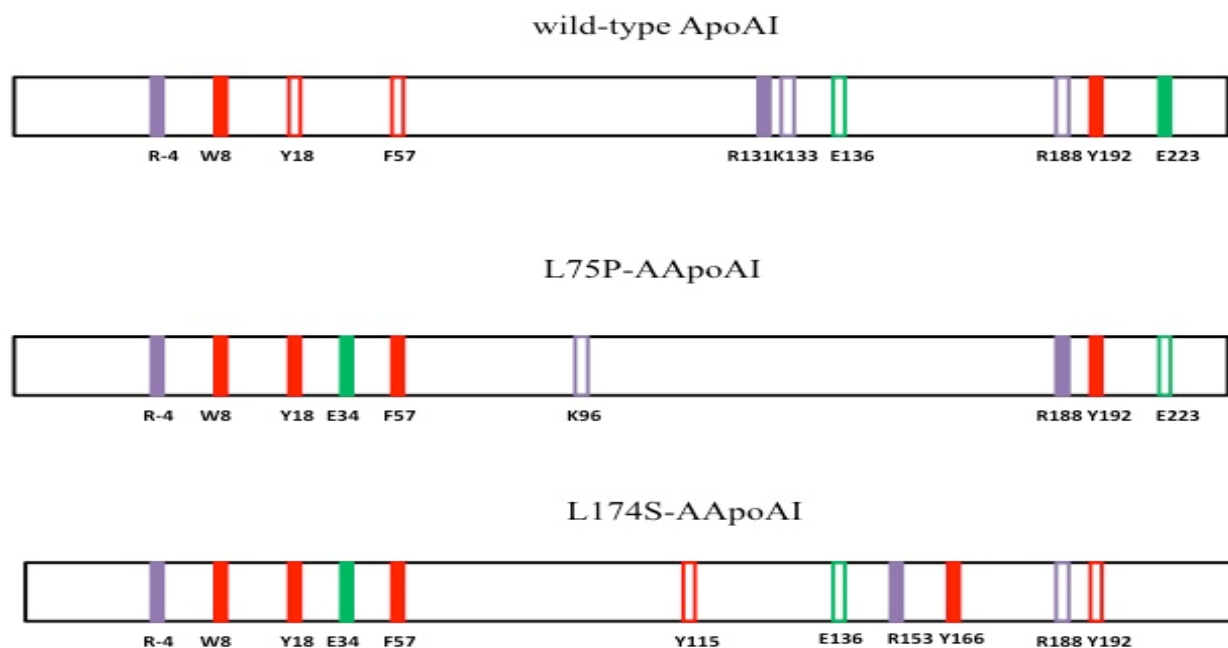 wild-type ApoAI
R-4 W8 Y18 F57 R131 K133 E136 R188 Y192 E223
L75P-AApoAI
R-4 W8 Y18 E34 F57 K96 R188 Y192 E223
L174S-AApoAI
R-4 W8 Y18 E34 F57 Y115 E136 R153 Y166 R188 Y192